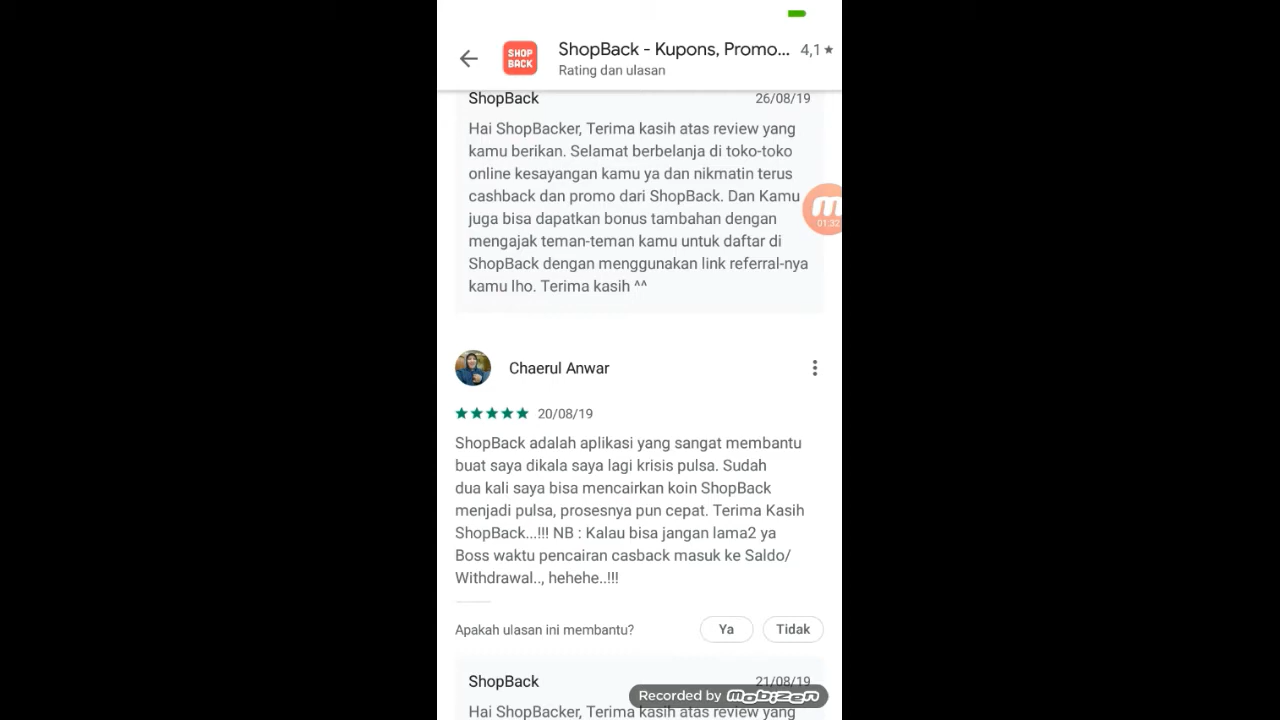 ShopBack - Kupons, Promo... 4,1★
SHOP
BACK
Rating dan ulasan
ShopBack 26/08/19
Hai ShopBacker, Terima kasih atas review yang
kamu berikan. Selamat berbelanja di toko-toko
online kesayangan kamu ya dan nikmatin terus
cashback dan promo dari ShopBack. Dan Kamu
juga bisa dapatkan bonus tambahan dengan
mengajak teman-teman kamu untuk daftar di
ShopBack dengan menggunakan link referral-nya
kamu lho. Terima kasih ^^
01:32
Chaerul Anwar
20/08/19
ShopBack adalah aplikasi yang sangat membantu
buat saya dikala saya lagi krisis pulsa. Sudah
dua kali saya bisa mencairkan koin ShopBack
menjadi pulsa, prosesnya pun cepat. Terima Kasih
ShopBack...!!! NB : Kalau bisa jangan lama2 ya
Boss waktu pencairan casback masuk ke Saldo/
Withdrawal.., hehehe..!!!
Apakah ulasan ini membantu? Ya Tidak
ShopBack 21/08/19
Recorded by mobizen
Hai ShopBacker, Terima kasih atas review yang